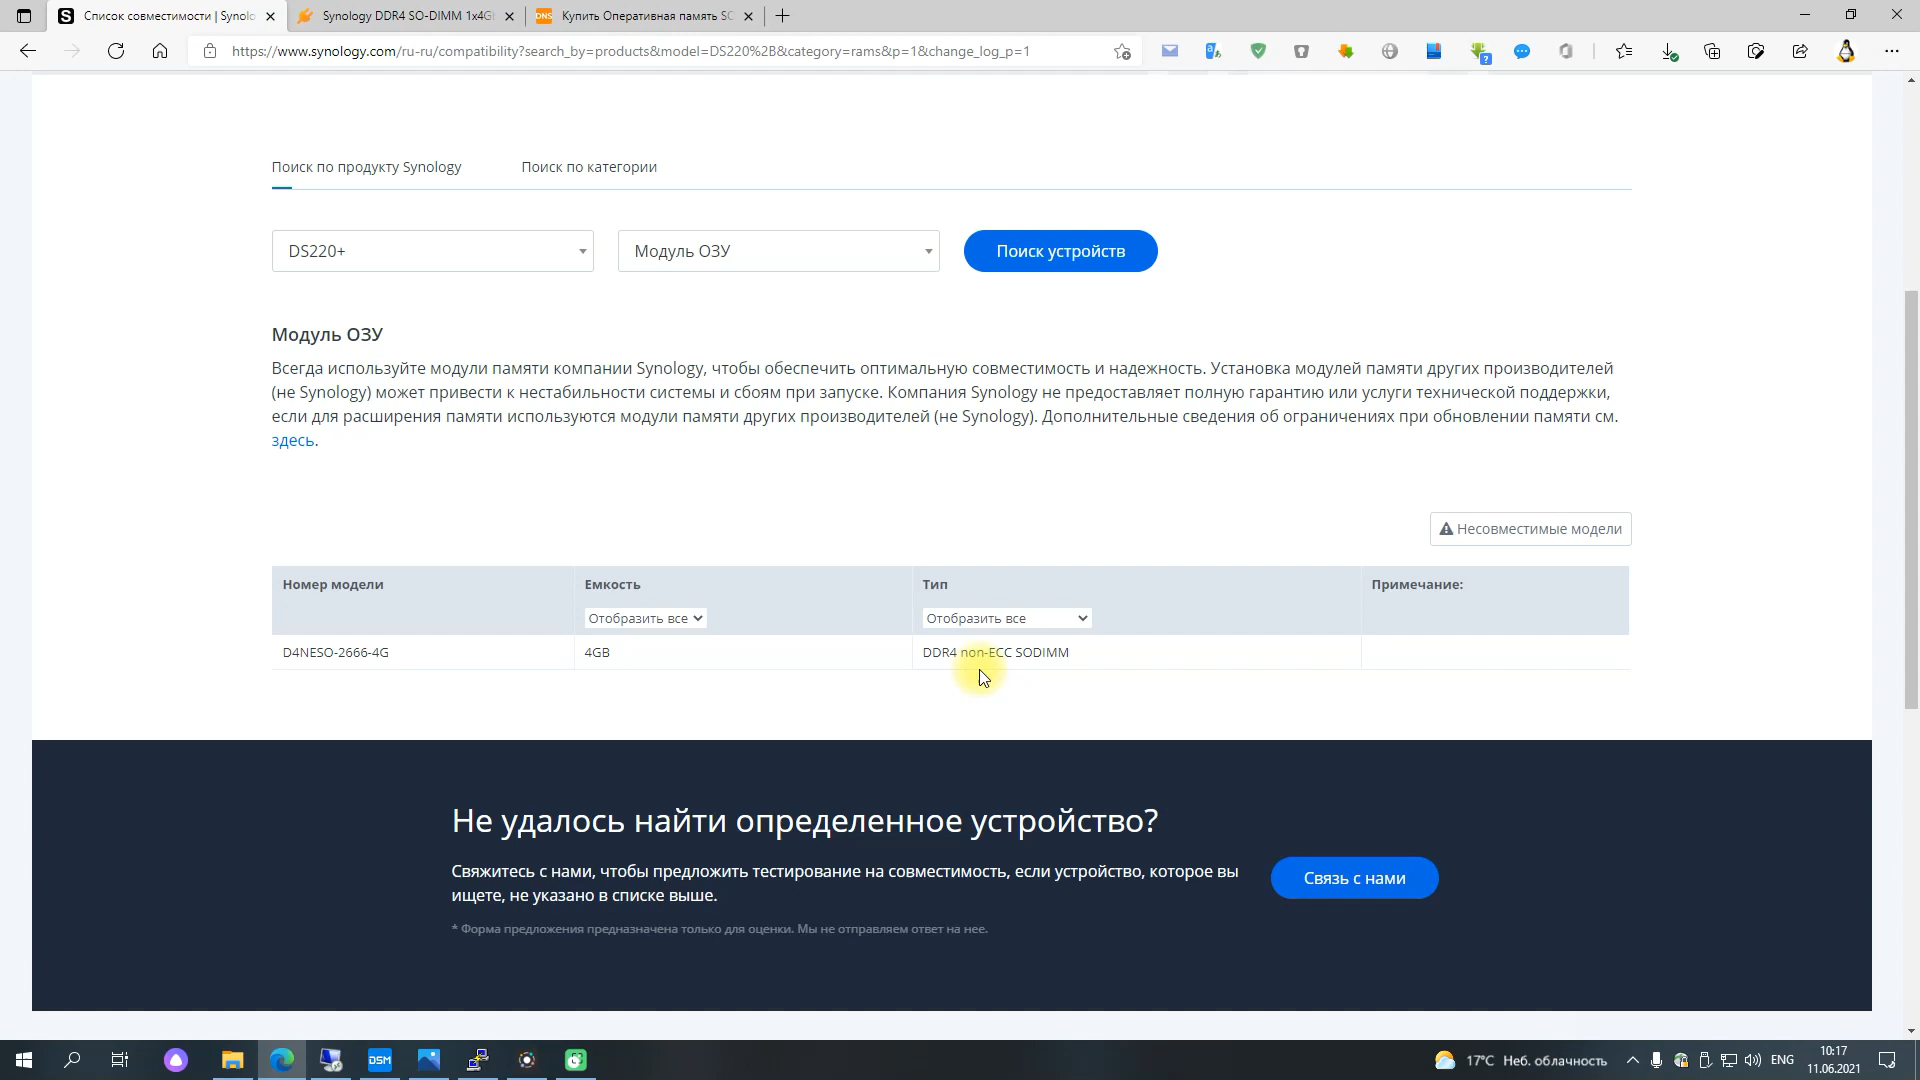 Список совместимости | Synolo
Synology DDR4 SO-DIMM 1x4G
DNS
Купить Оперативная память SO
https://www.synology.com/ru-ru/compatibility?search_by=products&model=DS220%2B&category=rams&p=1&change_log_p=1
Поиск по продукту Synology
Поиск по категории
DS220+
Модуль ОЗУ
Поиск устройств
Модуль ОЗУ
Всегда используйте модули памяти компании Synology, чтобы обеспечить оптимальную совместимость и надежность. Установка модулей памяти других производителей
(не Synology) может привести к нестабильности системы и сбоям при запуске. Компания Synology не предоставляет полную гарантию или услуги технической поддержки,
если для расширения памяти используются модули памяти других производителей (не Synology). Дополнительные сведения об ограничениях при обновлении памяти см.
здесь.
Несовместимые модели
Номер модели
Емкость
Тип
Примечание:
Отобразить все
Отобразить все
D4NESO-2666-4G
4GB
DDR4 non-ECC SODIMM
Не удалось найти определенное устройство?
Свяжитесь с нами, чтобы предложить тестирование на совместимость, если устройство, которое вы
ищете, не указано в списке выше.
Связь с нами
* Форма предложения предназначена только для оценки. Мы не отправляем ответ на нее.
DSM
17°C Неб. облачность
ENG
10:17
11.06.2021